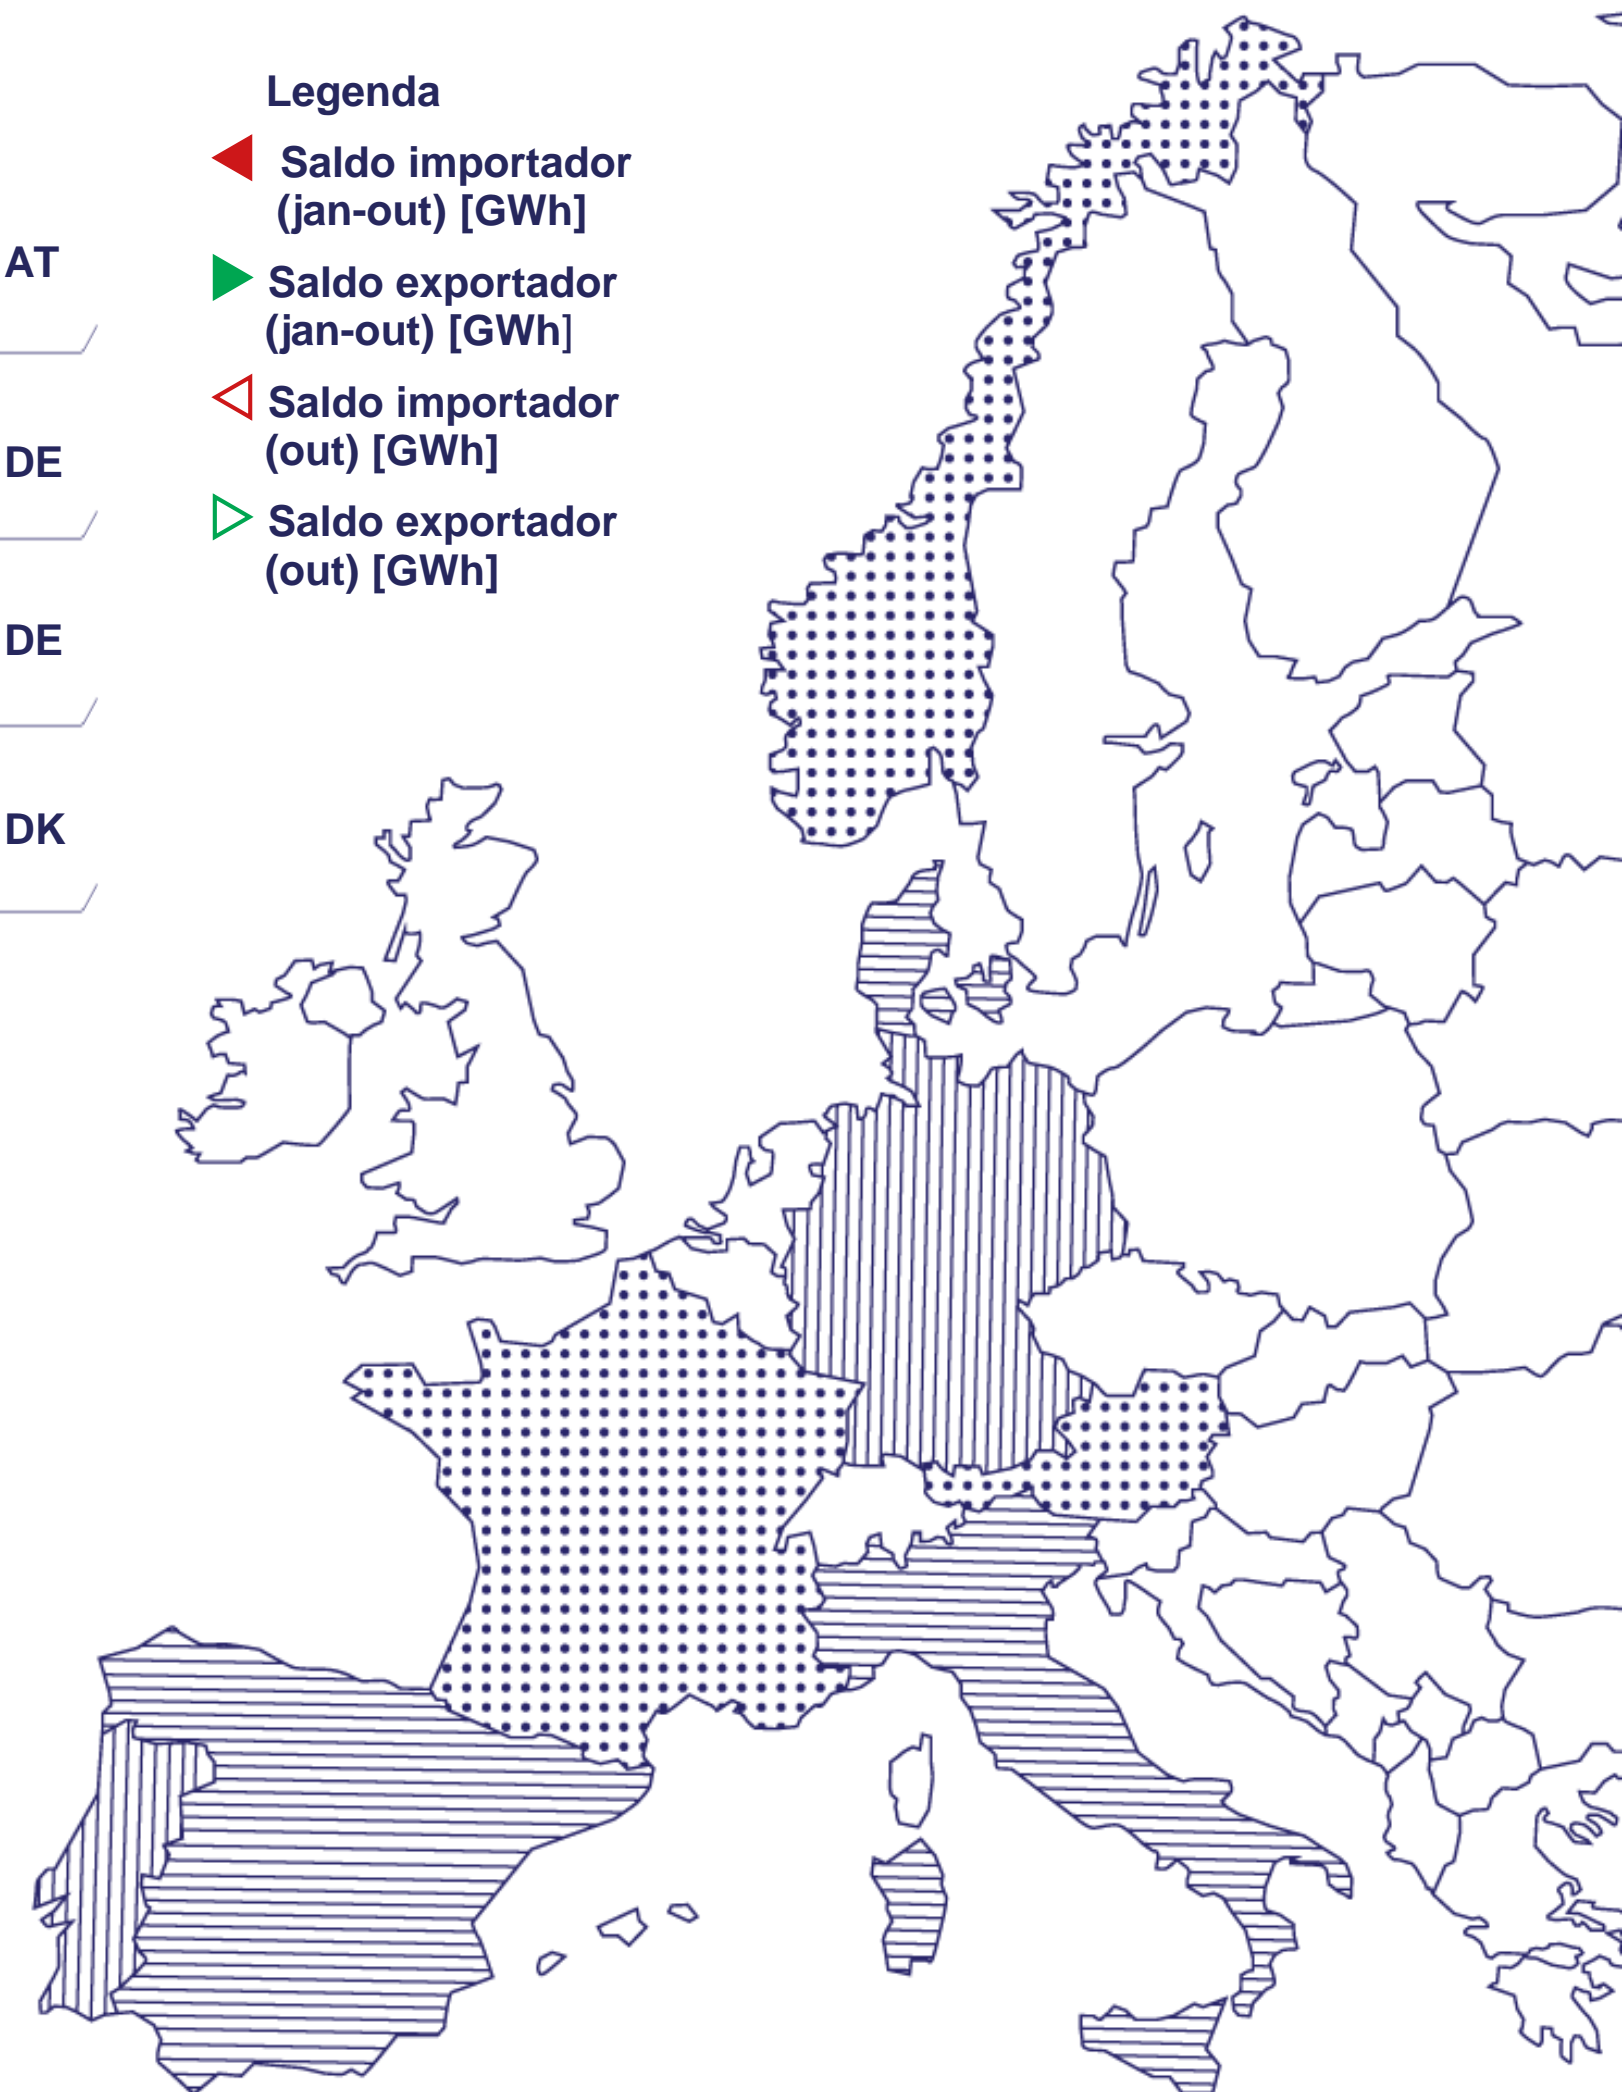 Legenda
Saldo importador
(jan-out) [GWh]
Saldo exportador
(jan-out) [GWh]
Saldo importador
(out) [GWh]
Saldo exportador
(out) [GWh]
AT
DE
DE
DK